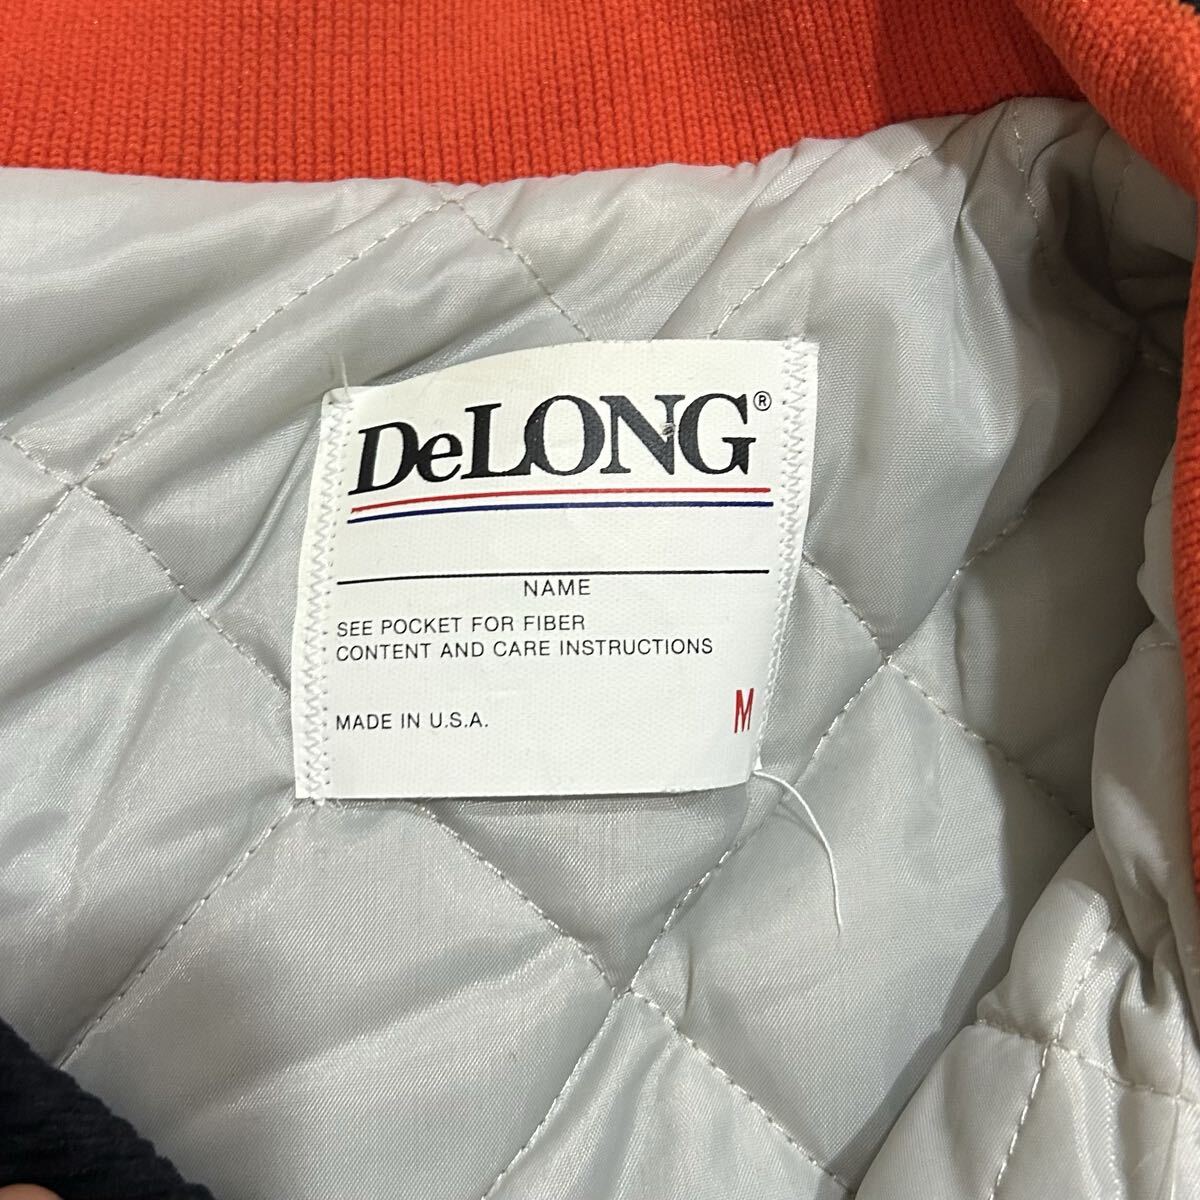 DeLONG®
NAME
SEE POCKET FOR FIBER
CONTENT AND CARE INSTRUCTIONS
MADE IN U.S.A.
M